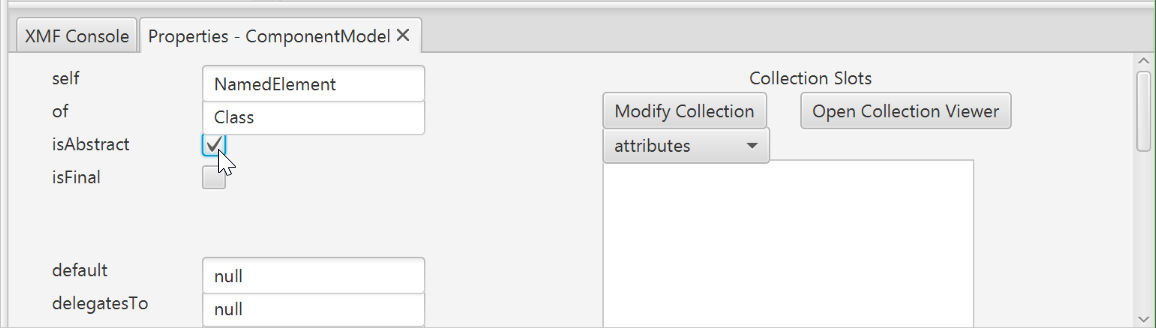 XMF Console
Properties - ComponentModel
self
NamedElement
of
Class
isAbstract
isFinal
default
null
delegatesTo
null
Collection Slots
Modify Collection
Open Collection Viewer
attributes